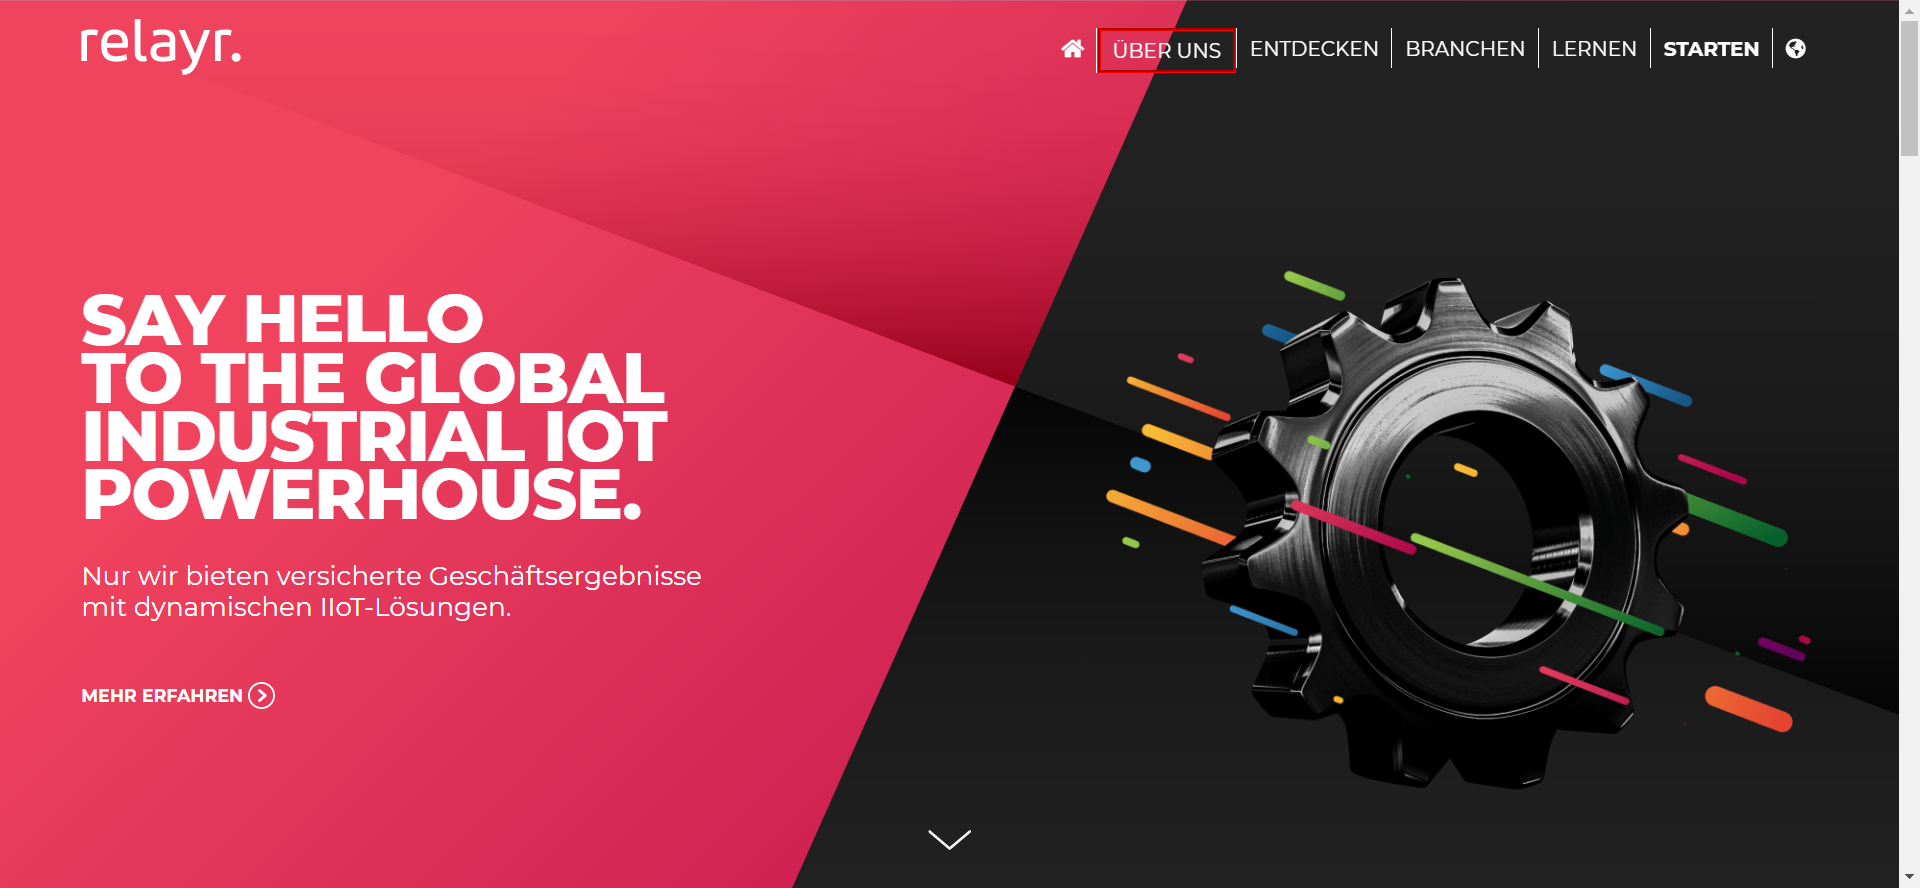 relayr.
ÜBER UNS
ENTDECKEN
BRANCHEN
LERNEN
STARTEN
SAY HELLO
TO THE GLOBAL
INDUSTRIAL IOT
POWERHOUSE.
Nur wir bieten versicherte Geschäftsergebnisse
mit dynamischen IIoT-Lösungen.
MEHR ERFAHREN